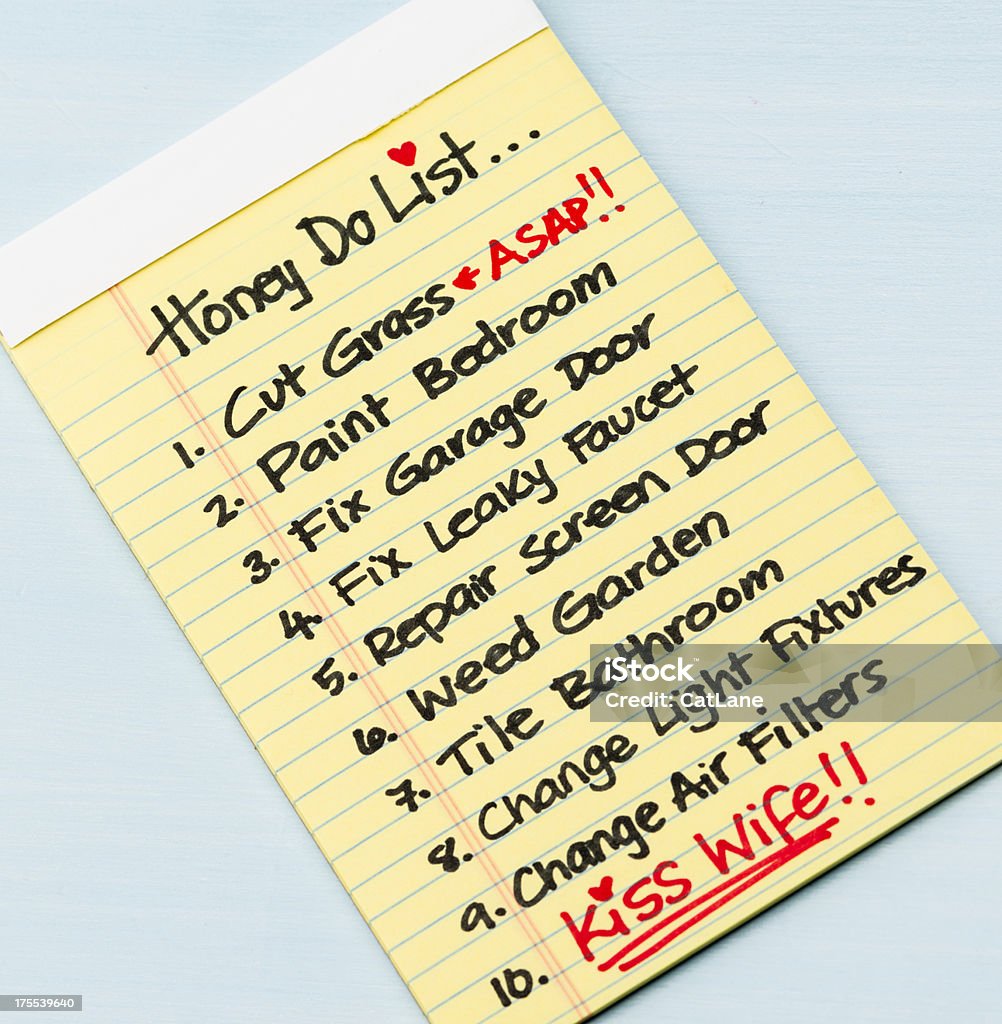 Honey Do List...
1. Cut Grass ASAP!!
2. Paint Bedroom
3. Fix Garage Door
4. Fix Leaky Faucet
5. Repair Screen Door
6. Weed Garden
7. Tile Bathroom
8. Change Light Fixtures
9. Change Air Filters
10. Kiss Wife!!
iStock
Credit: CatLane
175539640